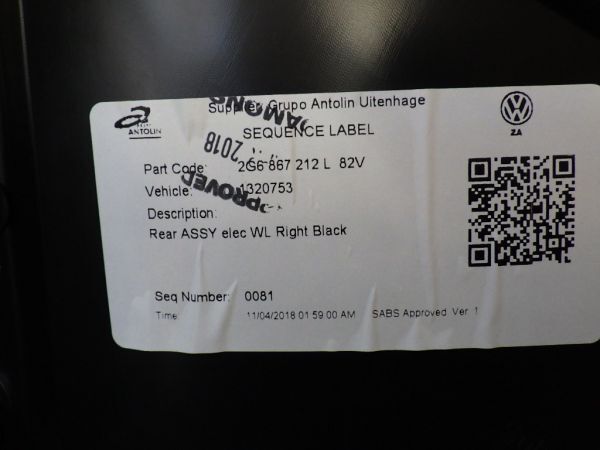 Supplier: Grupo Antolin Uitenhage
ANTOLIN
SEQUENCE LABEL
ZA
Part Code: 2G6 867 212 L 82V
Vehicle: 1320753
Description:
Rear ASSY elec WL Right Black
Seq Number: 0081
Time: 11/04/2018 01 59 00 AM SABS Approved Ver 1
2018